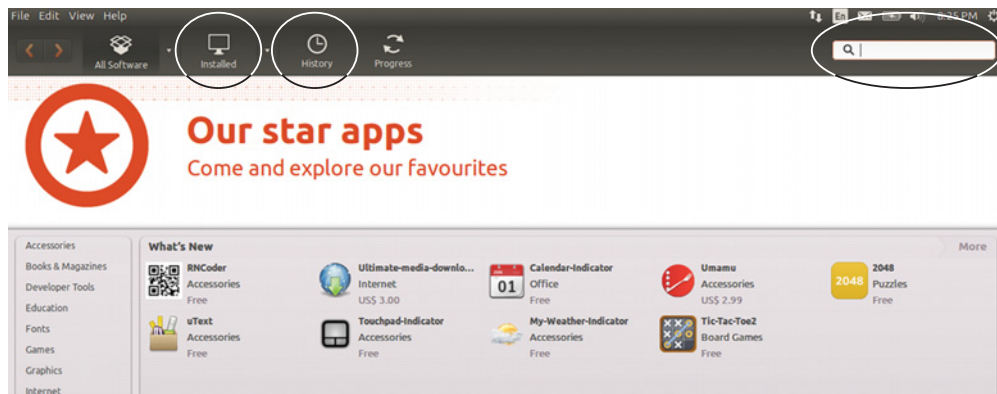 File Edit View Help
En 8:25 PM
All Software Installed History Progress
Our star apps
Come and explore our favourites
Accessories
Books & Magazines
Developer Tools
Education
Fonts
Games
Graphics
Internet
What's New More
RNCoder
Accessories
Free
Ultimate-media-downlo...
Internet
US$ 3.00
01
Calendar-Indicator
Office
Free
Umamu
Accessories
US$ 2.99
2048
2048
Puzzles
Free
uText
Accessories
Free
Touchpad-Indicator
Accessories
Free
My-Weather-Indicator
Accessories
Free
Tic-Tac-Toe2
Board Games
Free